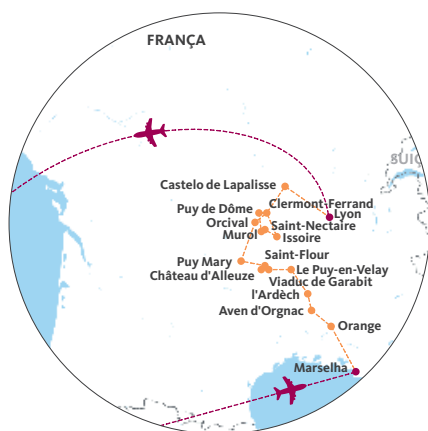 FRANÇA
SUIÇ
Castelo de Lapalisse
Clermont-Ferrand
Puy de Dôme
Lyon
Orcival
Saint-Nectaire
Murol
Issoire
Saint-Flour
Puy Mary
Le Puy-en-Velay
Château d'Alleuze
Viaduc de Garabit
l'Ardèch
Aven d'Orgnac
Orange
Marselha